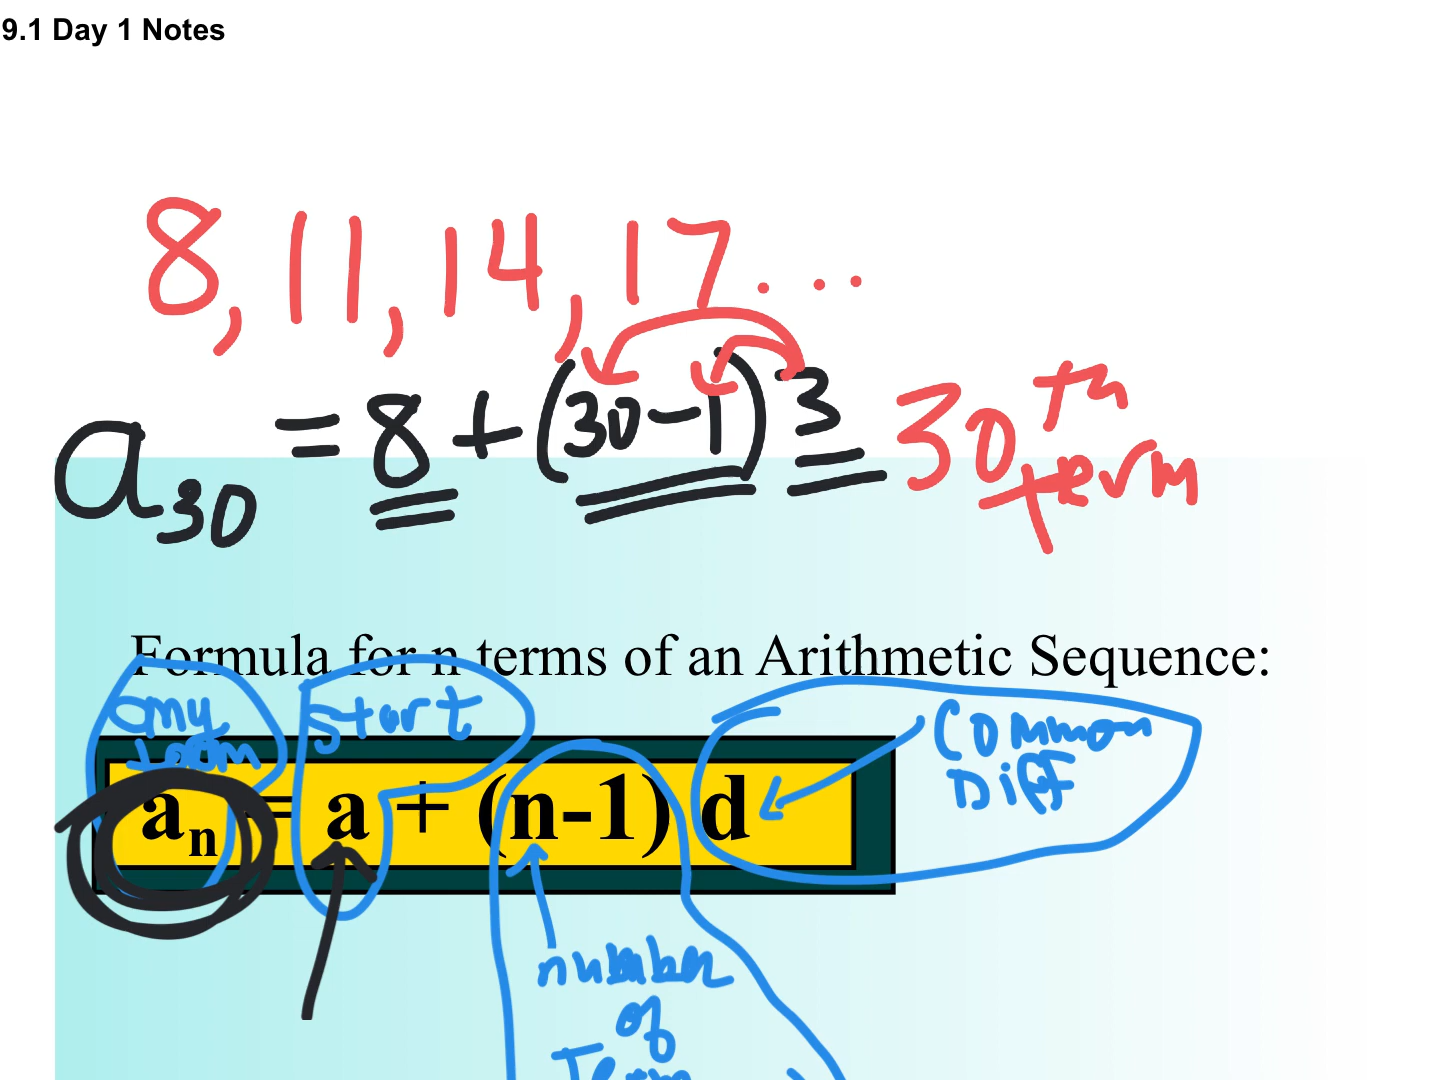 9.1 Day 1 Notes
8, 11, 14, 17...
a30 = 8 + (30-1) 3 30th term
Formula for n terms of an Arithmetic Sequence:
any term
start
Common Diff
an = a + (n-1) d
number
of
Term